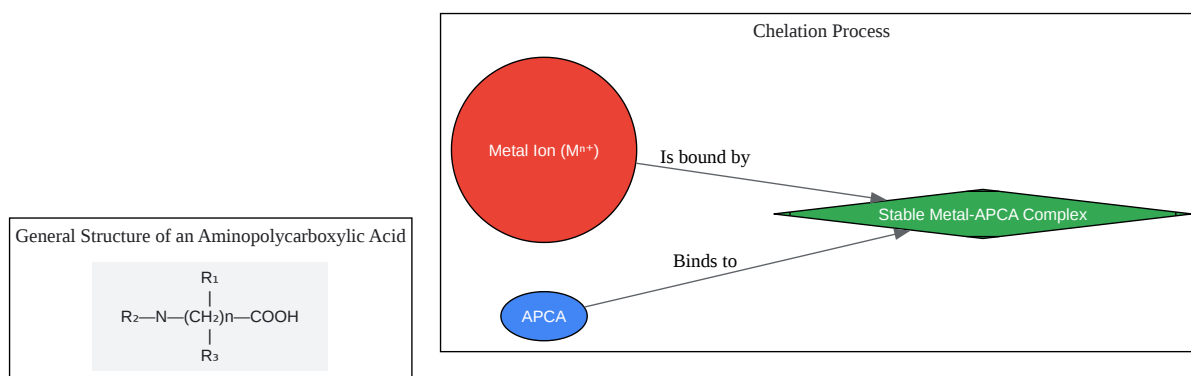 General Structure of an Aminopolycarboxylic Acid
R₁
|
R₂—N—(CH₂)n—COOH
|
R₃
Chelation Process
Metal Ion (Mⁿ⁺)
Is bound by
Stable Metal-APCA Complex
Binds to
APCA